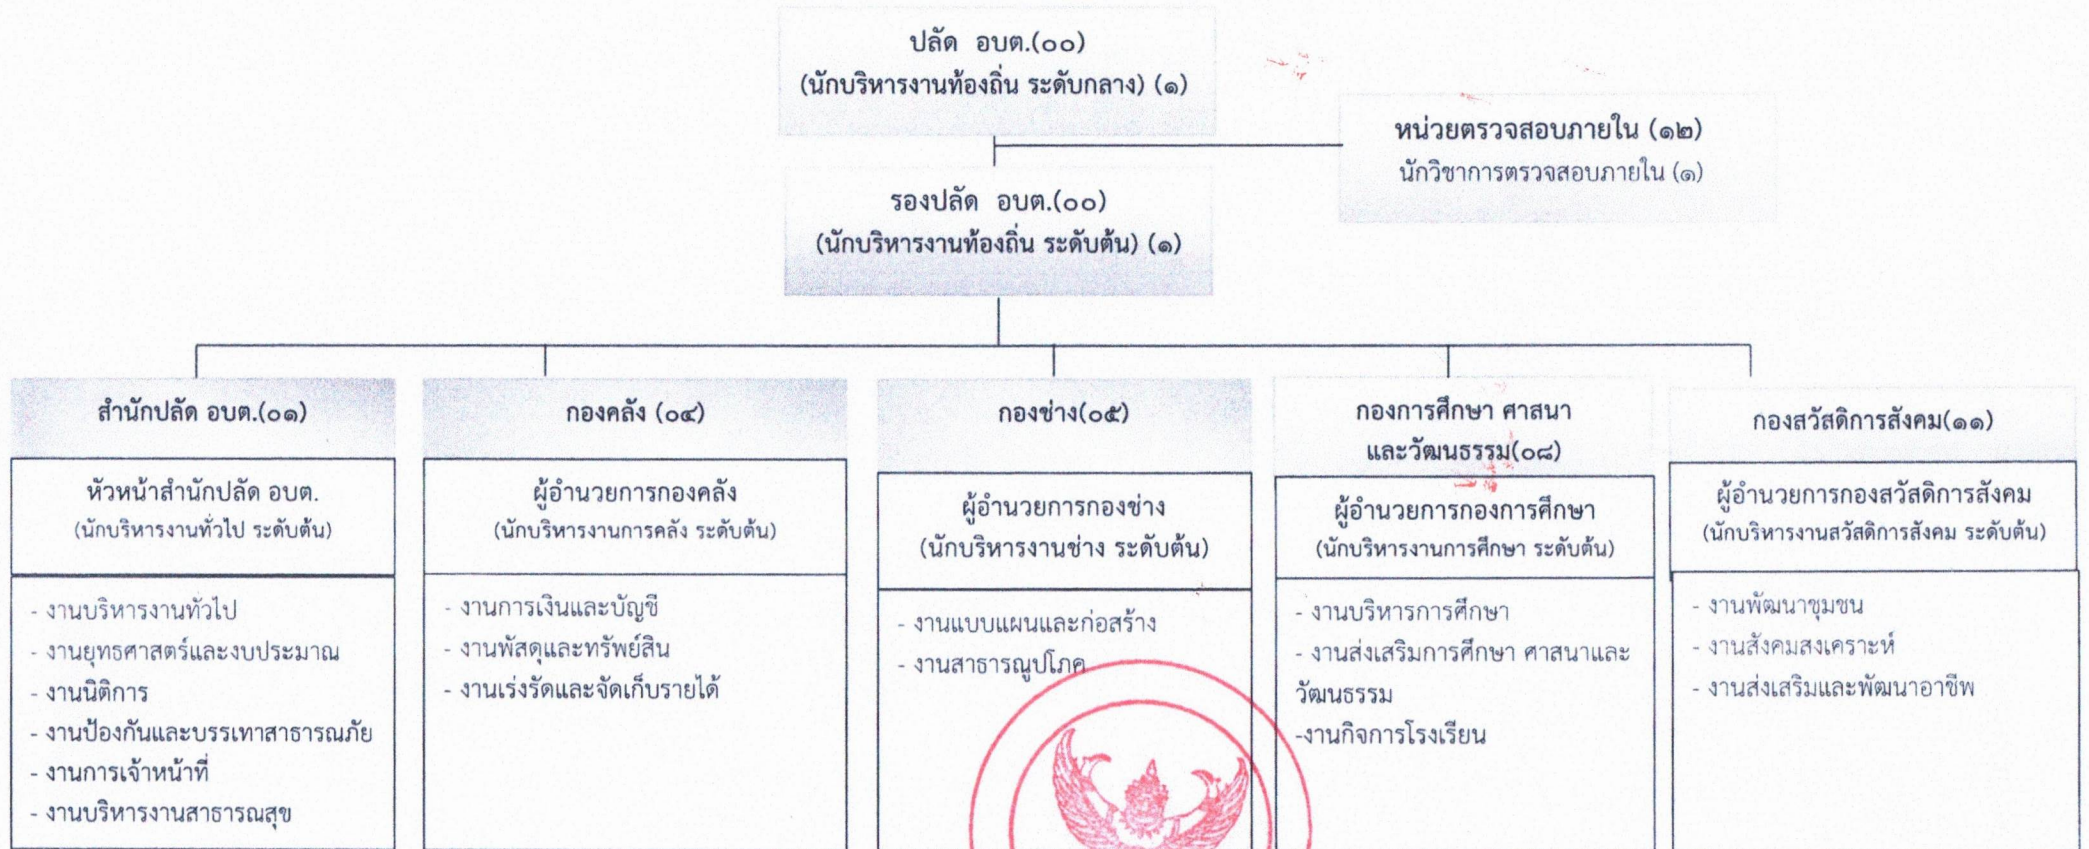 ปลัด อบต.(๐๐)
(นักบริหารงานท้องถิ่น ระดับกลาง) (๑)
หน่วยตรวจสอบภายใน (๑๒)
นักวิชาการตรวจสอบภายใน (๑)
รองปลัด อบต.(๐๐)
(นักบริหารงานท้องถิ่น ระดับต้น) (๑)
สำนักปลัด อบต.(๐๑)
หัวหน้าสำนักปลัด อบต.
(นักบริหารงานทั่วไป ระดับต้น)
- งานบริหารงานทั่วไป
- งานยุทธศาสตร์และงบประมาณ
- งานนิติการ
- งานป้องกันและบรรเทาสาธารณภัย
- งานการเจ้าหน้าที่
- งานบริหารงานสาธารณสุข
กองคลัง (๐๔)
ผู้อำนวยการกองคลัง
(นักบริหารงานการคลัง ระดับต้น)
- งานการเงินและบัญชี
- งานพัสดุและทรัพย์สิน
- งานเร่งรัดและจัดเก็บรายได้
กองช่าง(๐๕)
ผู้อำนวยการกองช่าง
(นักบริหารงานช่าง ระดับต้น)
- งานแบบแผนและก่อสร้าง
- งานสาธารณูปโภค
กองการศึกษา ศาสนา
และวัฒนธรรม(๐๘)
ผู้อำนวยการกองการศึกษา
(นักบริหารงานการศึกษา ระดับต้น)
- งานบริหารการศึกษา
- งานส่งเสริมการศึกษา ศาสนาและ
วัฒนธรรม
-งานกิจการโรงเรียน
กองสวัสดิการสังคม(๑๑)
ผู้อำนวยการกองสวัสดิการสังคม
(นักบริหารงานสวัสดิการสังคม ระดับต้น)
- งานพัฒนาชุมชน
- งานสังคมสงเคราะห์
- งานส่งเสริมและพัฒนาอาชีพ